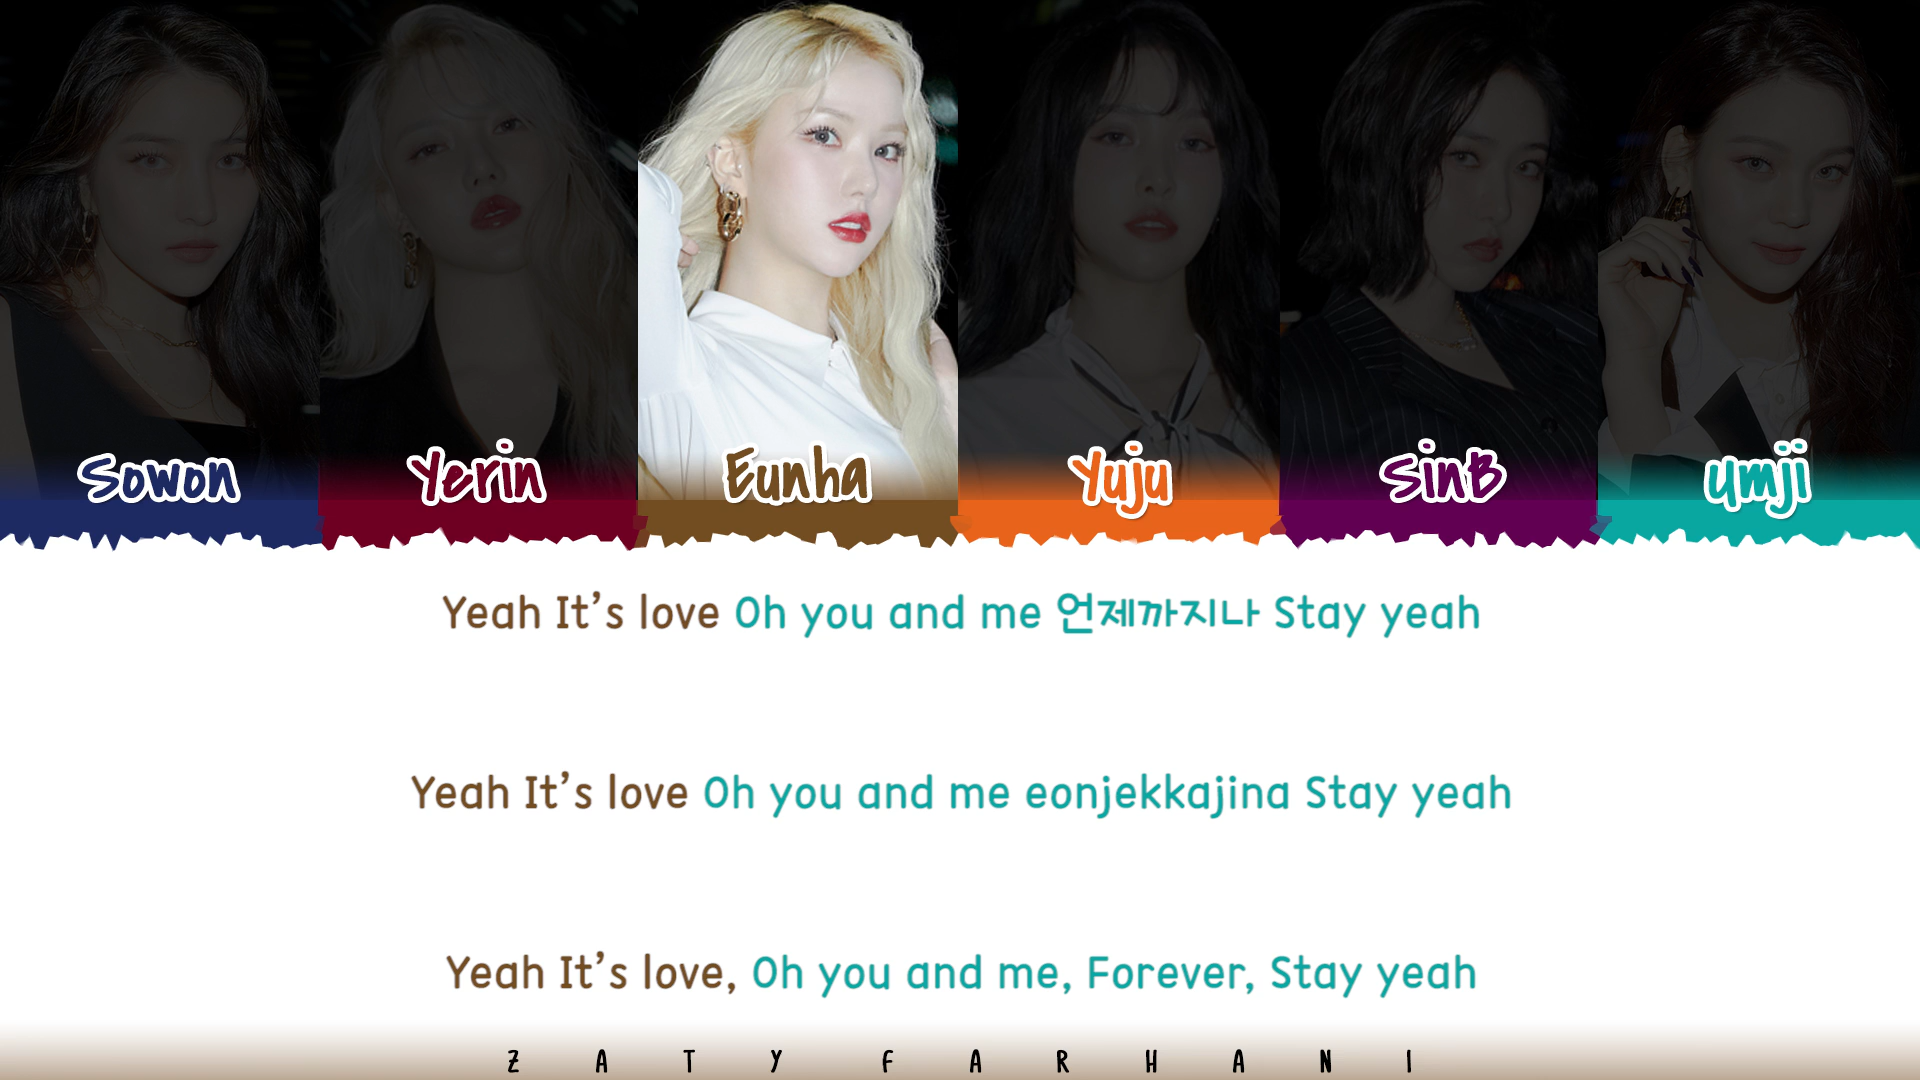 Sowon Yerin Eunha Yuju SinB Umji
Yeah It's love Oh you and me 언제까지나 Stay yeah
Yeah It's love Oh you and me eonjekkajina Stay yeah
Yeah It's love, Oh you and me, Forever, Stay yeah
ZATY FARHANI